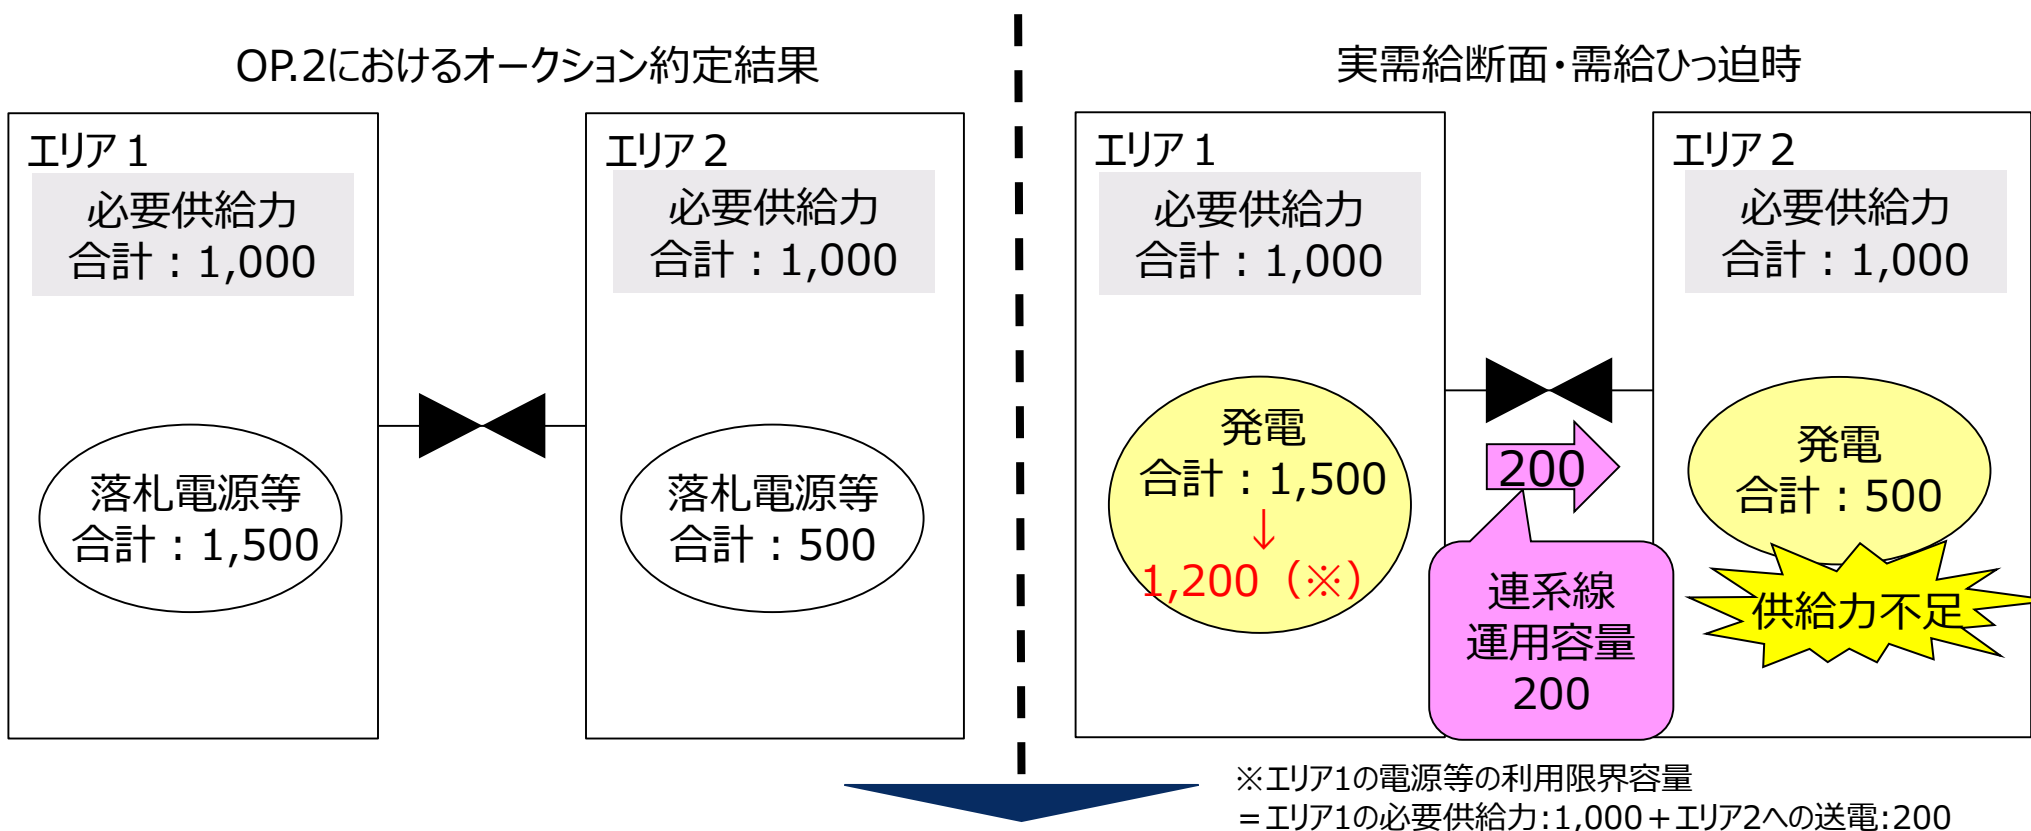 OP.2におけるオークション約定結果
エリア1
必要供給力
合計：1,000
落札電源等
合計：1,500
エリア2
必要供給力
合計：1,000
落札電源等
合計：500
実需給断面・需給ひっ迫時
エリア1
必要供給力
合計：1,000
発電
合計：1,500
↓
1,200（※）
200
連系線
運用容量
200
エリア2
必要供給力
合計：1,000
発電
合計：500
供給力不足
※エリア1の電源等の利用限界容量
＝エリア1の必要供給力:1,000＋エリア2への送電:200